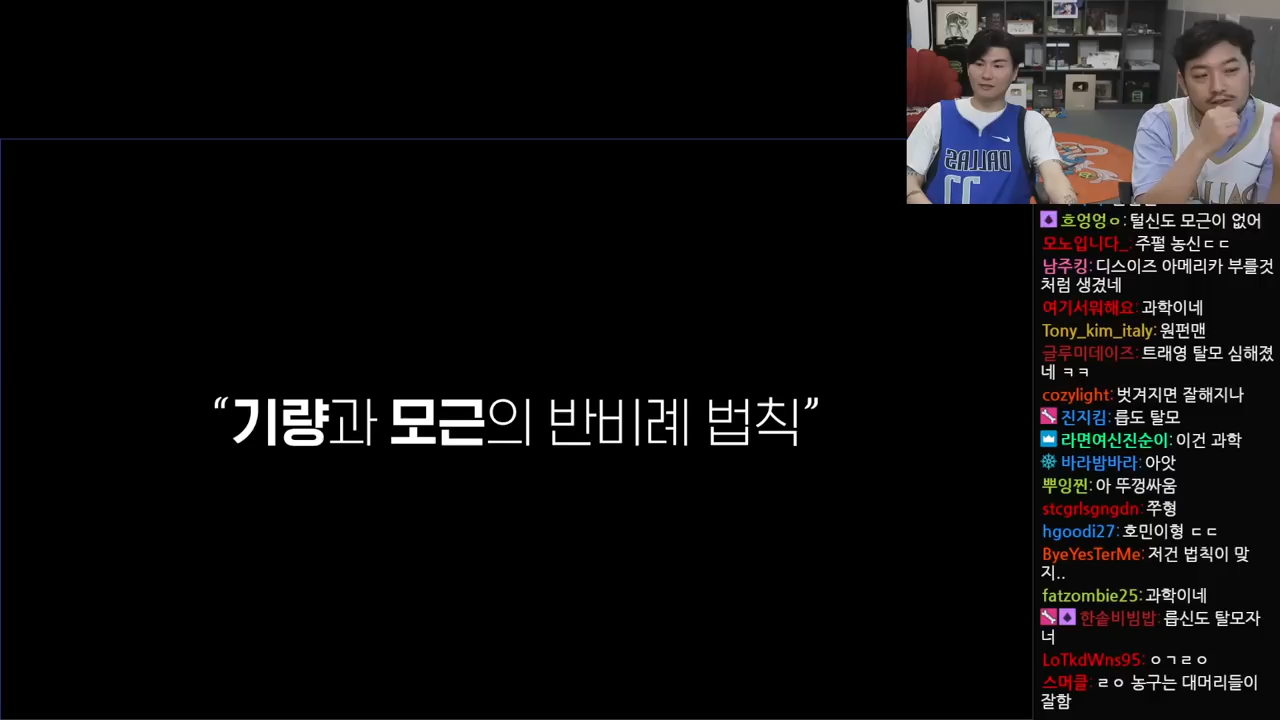 “기량과 모근의 반비례 법칙”
DALLAS
흐엉엉ㅇ: 털신도 모근이 없어
모노입니다_: 주펄 농신ㄷㄷ
남주킹: 디스이즈 아메리카 부를것
처럼 생겼네
여기서뭐해요: 과학이네
Tony_kim_italy: 원펀맨
글루미데이즈: 트래영 탈모 심해졌
네 ㅋㅋ
cozylight: 벗겨지면 잘해지나
진지킴: 릅도 탈모
라면여신진순이: 이건 과학
바라밤바라: 아앗
뿌잉찐: 아 뚜껑싸움
stcgrlsgngdn: 쭈형
hgoodi27: 호민이형 ㄷㄷ
ByeYesTerMe: 저건 법칙이 맞
지..
fatzombie25: 과학이네
한솥비빔밥: 릅신도 탈모자
너
LoTkdWns95: ㅇㄱㄹㅇ
스머클: ㄹㅇ 농구는 대머리들이
잘함